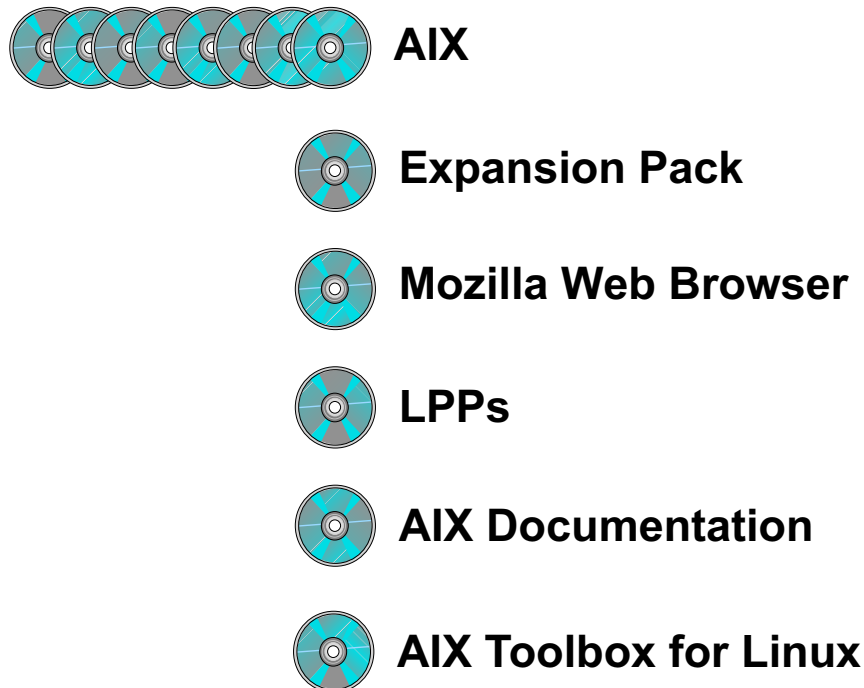 AIX
Expansion Pack
Mozilla Web Browser
LPPs
AIX Documentation
AIX Toolbox for Linux